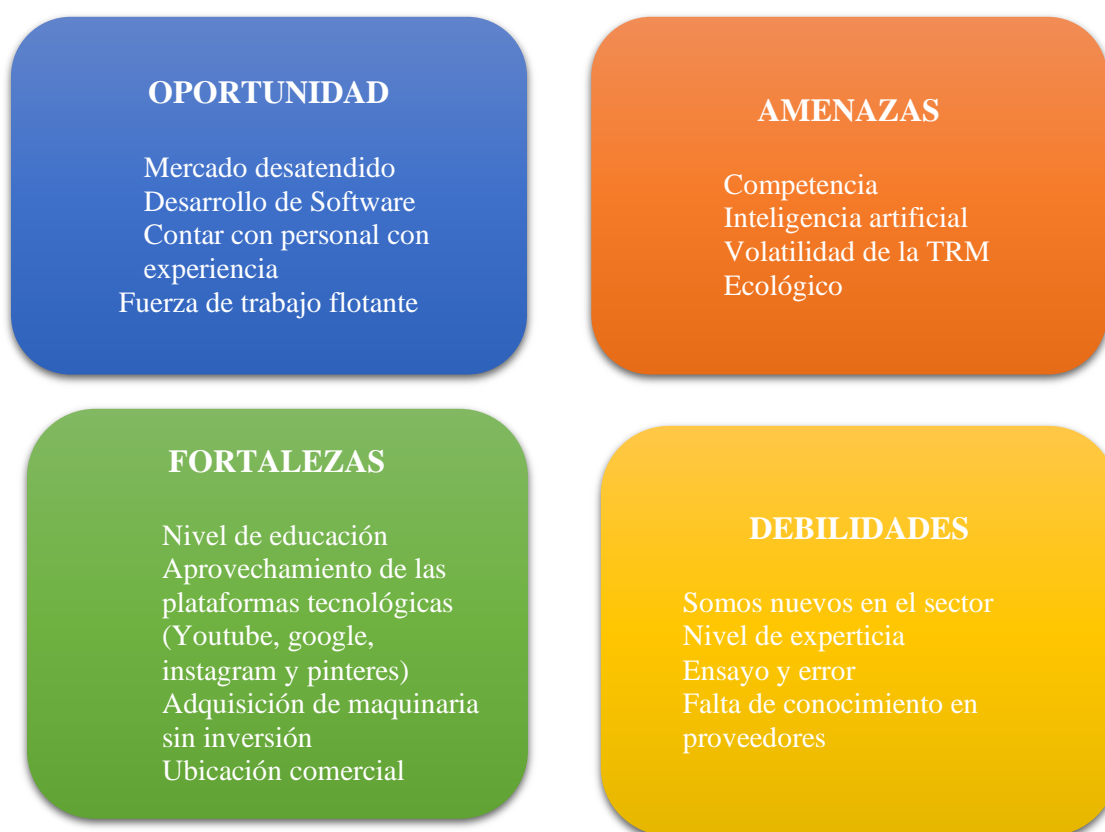 OPORTUNIDAD
Mercado desatendido
Desarrollo de Software
Contar con personal con
experiencia
Fuerza de trabajo flotante
AMENAZAS
Competencia
Inteligencia artificial
Volatilidad de la TRM
Ecológico
FORTALEZAS
Nivel de educación
Aprovechamiento de las
plataformas tecnológicas
(Youtube, google,
instagram y pinteres)
Adquisición de maquinaria
sin inversión
Ubicación comercial
DEBILIDADES
Somos nuevos en el sector
Nivel de experticia
Ensayo y error
Falta de conocimiento en
proveedores